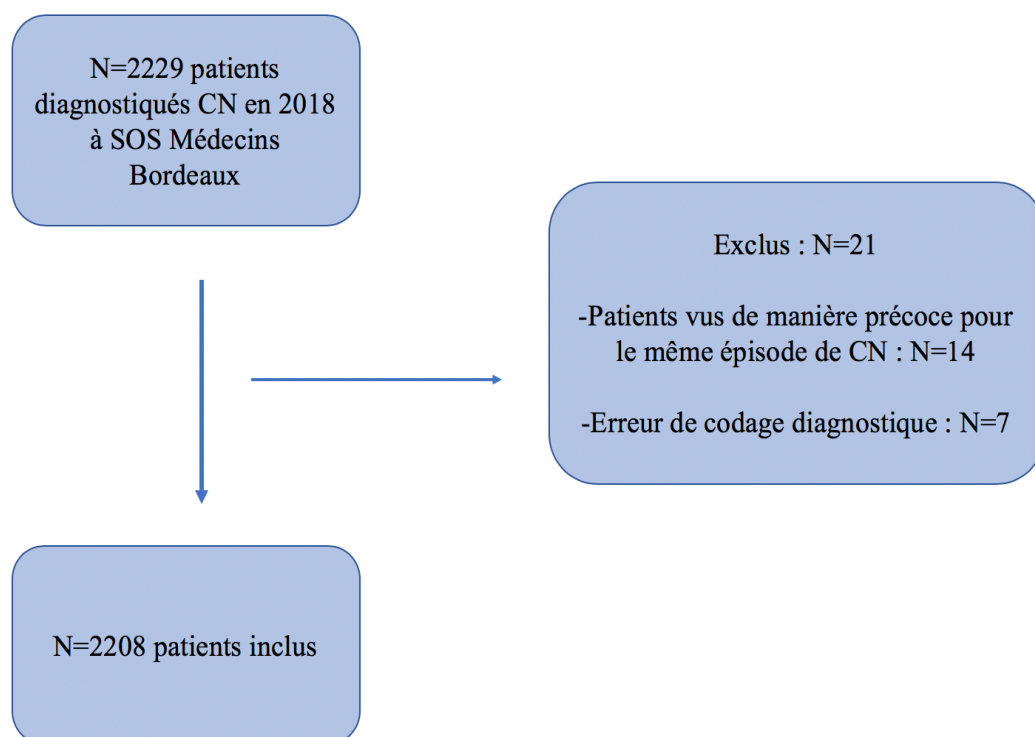 N=2229 patients
diagnostiqués CN en 2018
à SOS Médecins
Bordeaux
Exclus : N=21
-Patients vus de manière précoce pour
le même épisode de CN : N=14
-Erreur de codage diagnostique : N=7
N=2208 patients inclus